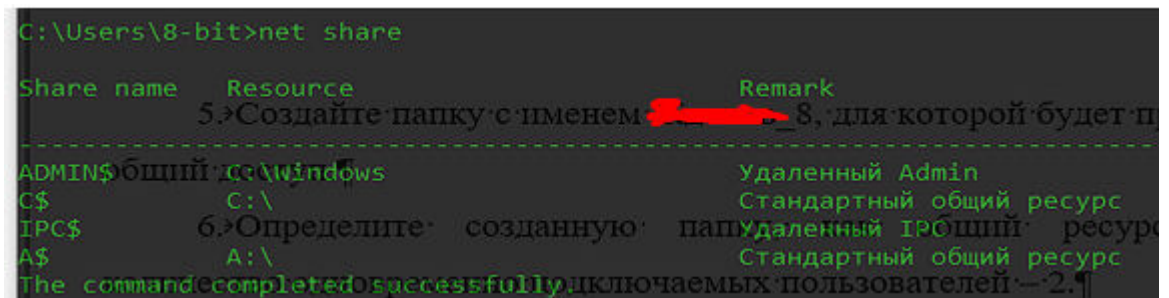 C:\Users\8-bit>net share
Share name Resource Remark
5. Создайте папку с именем _8, для которой будет п
ADMIN$ C:\Windows Удаленный Admin
общий
C$ C:\ Стандартный общий ресурс
IPC$ Удаленный IPC
6. Определите созданную общий ресурс
A$ A:\ Стандартный общий ресурс
The command completed successfully.
подключаемых пользователей – 2.¶